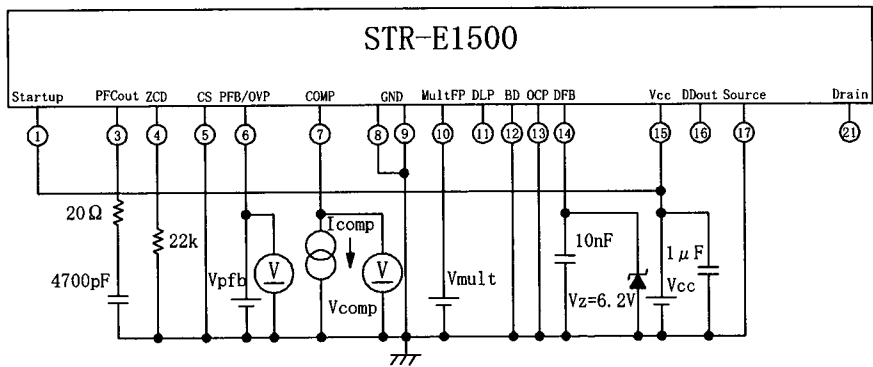 STR-E1500
Startup PFCout ZCD CS PFB/OVP COMP GND MultFP DLP BD OCP DFB Vcc DDout Source Drain
1 3 4 5 6 7 8 9 10 11 12 13 14 15 16 17 21
20Ω
22k
4700pF
Vpfb
V
Icomp
V
Vcomp
Vmult
10nF
Vz=6.2V
1μF
Vcc